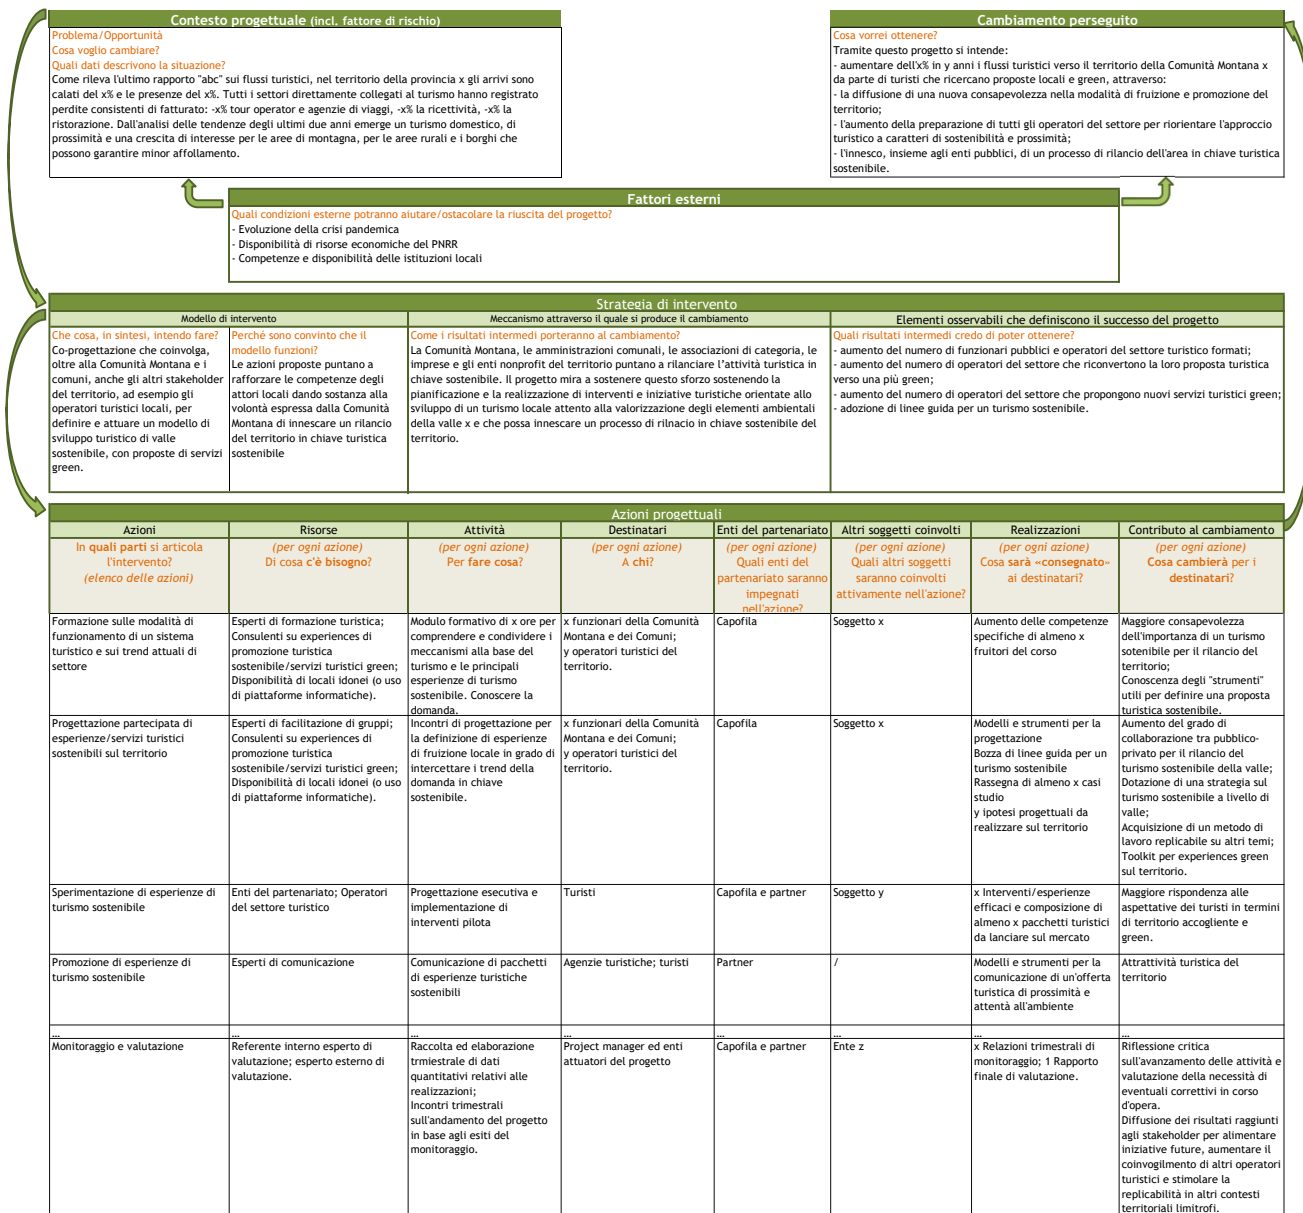 Contesto progettuale (incl. fattore di rischio)
Problema/Opportunità
Cosa voglio cambiare?
Quali dati descrivono la situazione?
Come rileva l'ultimo rapporto "abc" sui flussi turistici, nel territorio della provincia x gli arrivi sono
calati del x% e le presenze del x%. Tutti i settori direttamente collegati al turismo hanno registrato
perdite consistenti di fatturato: -x% tour operator e agenzie di viaggi, -x% la ricettività, -x% la
ristorazione. Dall'analisi delle tendenze degli ultimi due anni emerge un turismo domestico, di
prossimità e una crescita di interesse per le aree di montagna, per le aree rurali e i borghi che
possono garantire minor affollamento.
Cambiamento perseguito
Cosa vorrei ottenere?
Tramite questo progetto si intende:
- aumentare dell'x% in y anni i flussi turistici verso il territorio della Comunità Montana x
da parte di turisti che ricercano proposte locali e green, attraverso:
- la diffusione di una nuova consapevolezza nella modalità di fruizione e promozione del
territorio;
- l'aumento della preparazione di tutti gli operatori del settore per riorientare l'approccio
turistico a caratteri di sostenibilità e prossimità;
- l'innesco, insieme agli enti pubblici, di un processo di rilancio dell'area in chiave turistica
sostenibile.
Fattori esterni
Quali condizioni esterne potranno aiutare/ostacolare la riuscita del progetto?
- Evoluzione della crisi pandemica
- Disponibilità di risorse economiche del PNRR
- Competenze e disponibilità delle istituzioni locali
Strategia di intervento
Modello di intervento
Meccanismo attraverso il quale si produce il cambiamento
Elementi osservabili che definiscono il successo del progetto
Che cosa, in sintesi, intendo fare?
Co-progettazione che coinvolga,
oltre alla Comunità Montana e i
comuni, anche gli altri stakeholder
del territorio, ad esempio gli
operatori turistici locali, per
definire e attuare un modello di
sviluppo turistico di valle
sostenibile, con proposte di servizi
green.
Perché sono convinto che il
modello funzioni?
Le azioni proposte puntano a
rafforzare le competenze degli
attori locali dando sostanza alla
volontà espressa dalla Comunità
Montana di innescare un rilancio
del territorio in chiave turistica
sostenibile
Come i risultati intermedi porteranno al cambiamento?
La Comunità Montana, le amministrazioni comunali, le associazioni di categoria, le
imprese e gli enti nonprofit del territorio puntano a rilanciare l'attività turistica in
chiave sostenibile. Il progetto mira a sostenere questo sforzo sostenendo la
pianificazione e la realizzazione di interventi e iniziative turistiche orientate allo
sviluppo di un turismo locale attento alla valorizzazione degli elementi ambientali
della valle x e che possa innescare un processo di rilnacio in chiave sostenibile del
territorio.
Quali risultati intermedi credo di poter ottenere?
- aumento del numero di funzionari pubblici e operatori del settore turistico formati;
- aumento del numero di operatori del settore che riconvertono la loro proposta turistica
verso una più green;
- aumento del numero di operatori del settore che propongono nuovi servizi turistici green;
- adozione di linee guida per un turismo sostenibile.
Azioni progettuali
Azioni
Risorse
Attività
Destinatari
Enti del partenariato
Altri soggetti coinvolti
Realizzazioni
Contributo al cambiamento
In quali parti si articola
l'intervento?
(elenco delle azioni)
(per ogni azione)
Di cosa c'è bisogno?
(per ogni azione)
Per fare cosa?
(per ogni azione)
A chi?
(per ogni azione)
Quali enti del
partenariato saranno
impegnati
nell'azione?
(per ogni azione)
Quali altri soggetti
saranno coinvolti
attivamente nell'azione?
(per ogni azione)
Cosa sarà «consegnato»
ai destinatari?
(per ogni azione)
Cosa cambierà per i
destinatari?
Formazione sulle modalità di
funzionamento di un sistema
turistico e sui trend attuali di
settore
Esperti di formazione turistica;
Consulenti su experiences di
promozione turistica
sostenibile/servizi turistici green;
Disponibilità di locali idonei (o uso
di piattaforme informatiche).
Modulo formativo di x ore per
comprendere e condividere i
meccanismi alla base del
turismo e le principali
esperienze di turismo
sostenibile. Conoscere la
domanda.
x funzionari della Comunità
Montana e dei Comuni;
y operatori turistici del
territorio.
Capofila
Soggetto x
Aumento delle competenze
specifiche di almeno x
fruitori del corso
Maggiore consapevolezza
dell'importanza di un turismo
sotenibile per il rilancio del
territorio;
Conoscenza degli "strumenti"
utili per definire una proposta
turistica sostenibile.
Progettazione partecipata di
esperienze/servizi turistici
sostenibili sul territorio
Esperti di facilitazione di gruppi;
Consulenti su experiences di
promozione turistica
sostenibile/servizi turistici green;
Disponibilità di locali idonei (o uso
di piattaforme informatiche).
Incontri di progettazione per
la definizione di esperienze
di fruizione locale in grado di
intercettare i trend della
domanda in chiave
sostenibile.
x funzionari della Comunità
Montana e dei Comuni;
y operatori turistici del
territorio.
Capofila
Soggetto x
Modelli e strumenti per la
progettazione
Bozza di linee guida per un
turismo sostenibile
Rassegna di almeno x casi
studio
y ipotesi progettuali da
realizzare sul territorio
Aumento del grado di
collaborazione tra pubblico-
privato per il rilancio del
turismo sostenibile della valle;
Dotazione di una strategia sul
turismo sostenibile a livello di
valle;
Acquisizione di un metodo di
lavoro replicabile su altri temi;
Toolkit per experiences green
sul territorio.
Sperimentazione di esperienze di
turismo sostenibile
Enti del partenariato; Operatori
del settore turistico
Progettazione esecutiva e
implementazione di
interventi pilota
Turisti
Capofila e partner
Soggetto y
x Interventi/esperienze
efficaci e composizione di
almeno x pacchetti turistici
da lanciare sul mercato
Maggiore rispondenza alle
aspettative dei turisti in termini
di territorio accogliente e
green.
Promozione di esperienze di
turismo sostenibile
Esperti di comunicazione
Comunicazione di pacchetti
di esperienze turistiche
sostenibili
Agenzie turistiche; turisti
Partner
/
Modelli e strumenti per la
comunicazione di un'offerta
turistica di prossimità e
attentà all'ambiente
Attrattività turistica del
territorio
... ... ... ... ... ... ... ...
Monitoraggio e valutazione
Referente interno esperto di
valutazione; esperto esterno di
valutazione.
Raccolta ed elaborazione
trmiestrale di dati
quantitativi relativi alle
realizzazioni;
Incontri trimestrali
sull'andamento del progetto
in base agli esiti del
monitoraggio.
Project manager ed enti
attuatori del progetto
Capofila e partner
Ente z
x Relazioni trimestrali di
monitoraggio; 1 Rapporto
finale di valutazione.
Riflessione critica
sull'avanzamento delle attività e
valutazione della necessità di
eventuali correttivi in corso
d'opera.
Diffusione dei risultati raggiunti
agli stakeholder per alimentare
iniziative future, aumentare il
coinvogilmento di altri operatori
turistici e stimolare la
replicabilità in altri contesti
territoriali limitrofi.